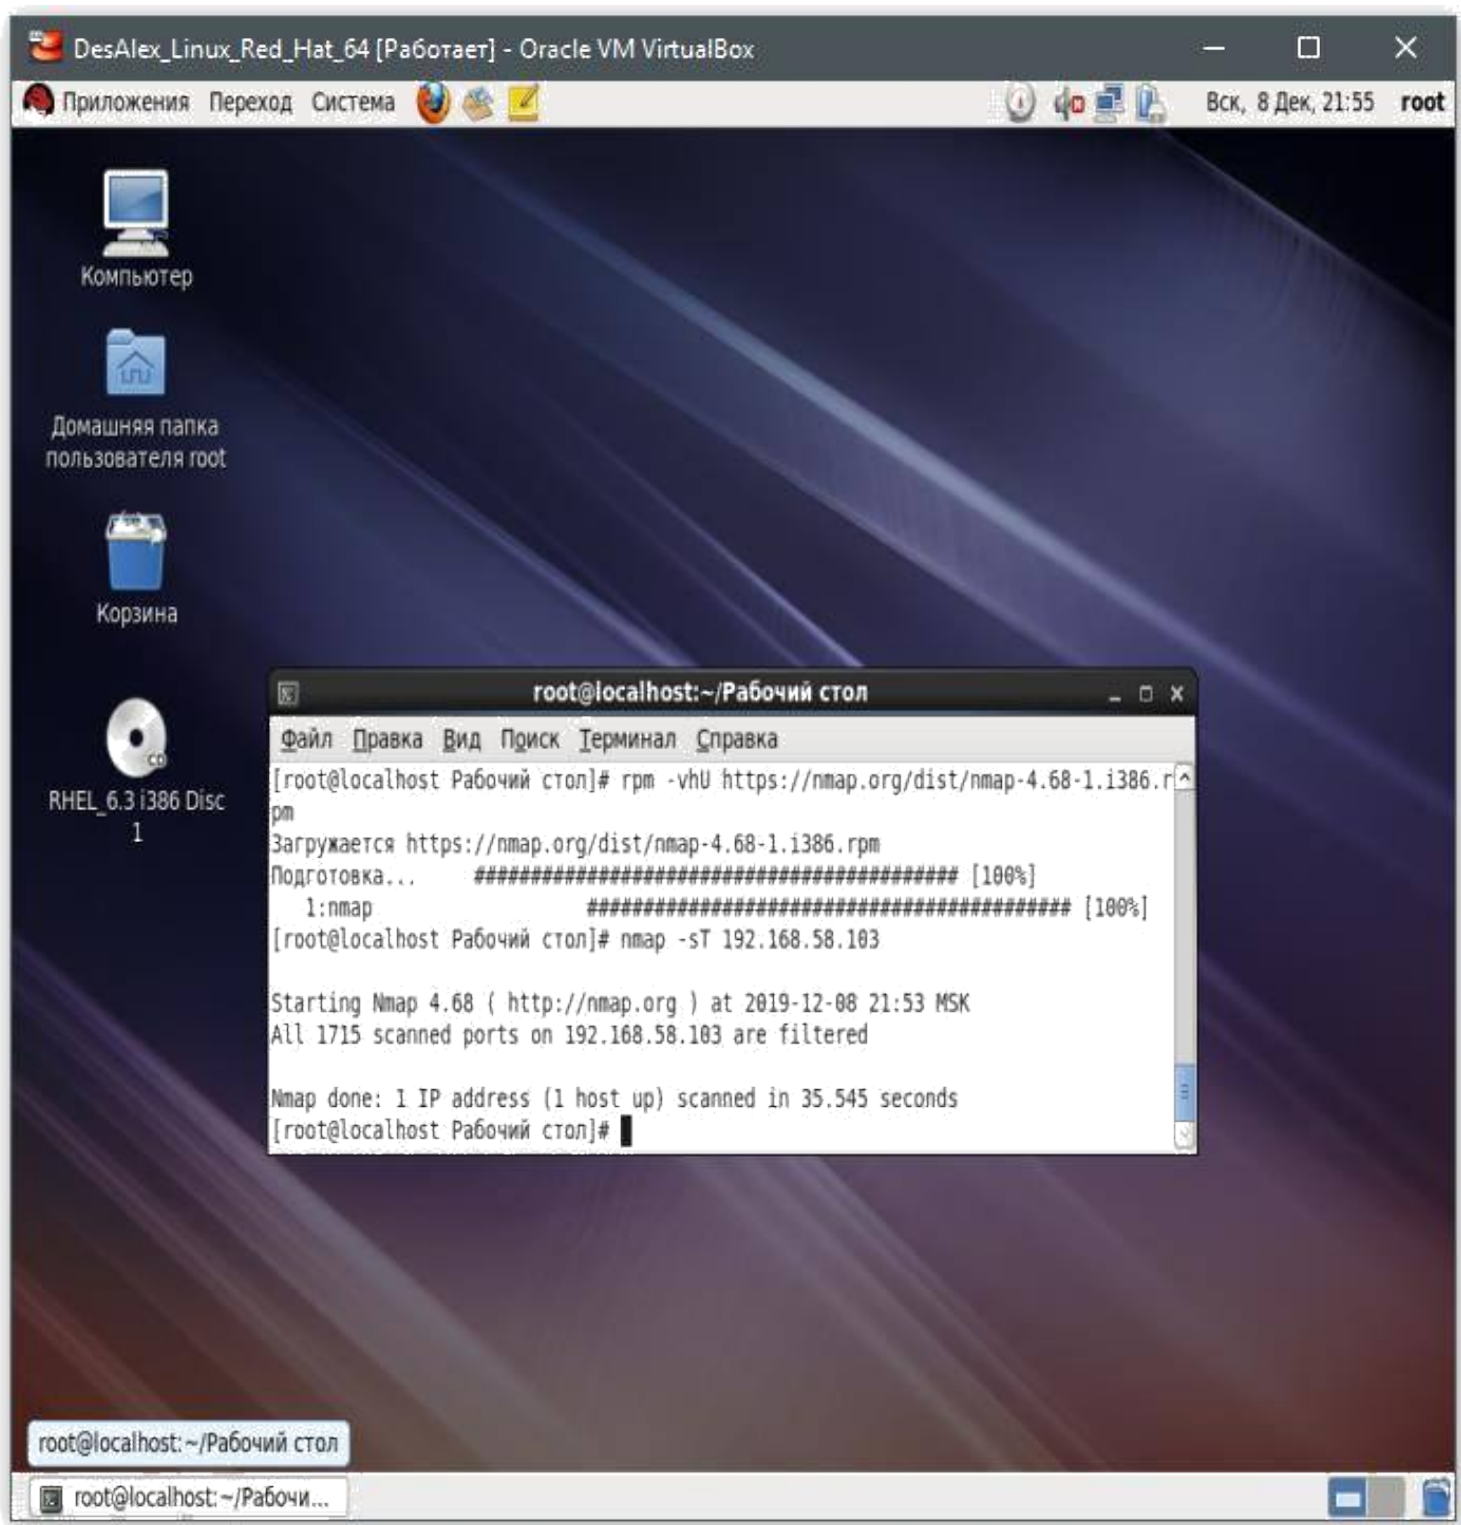 DesAlex_Linux_Red_Hat_64 [Работает] - Oracle VM VirtualBox
Приложения Переход Система Вск, 8 Дек, 21:55 root
Компьютер
Домашняя папка
пользователя root
Корзина
RHEL_6.3 i386 Disc
1
root@localhost:~/Рабочий стол
Файл Правка Вид Поиск Терминал Справка
[root@localhost Рабочий стол]# rpm -vhU https://nmap.org/dist/nmap-4.68-1.i386.r
pm
Загружается https://nmap.org/dist/nmap-4.68-1.i386.rpm
Подготовка... ########################################### [100%]
1:nmap ########################################### [100%]
[root@localhost Рабочий стол]# nmap -sT 192.168.58.103
Starting Nmap 4.68 ( http://nmap.org ) at 2019-12-08 21:53 MSK
All 1715 scanned ports on 192.168.58.103 are filtered
Nmap done: 1 IP address (1 host up) scanned in 35.545 seconds
[root@localhost Рабочий стол]#
root@localhost:~/Рабочий стол
root@localhost:~/Рабочи...